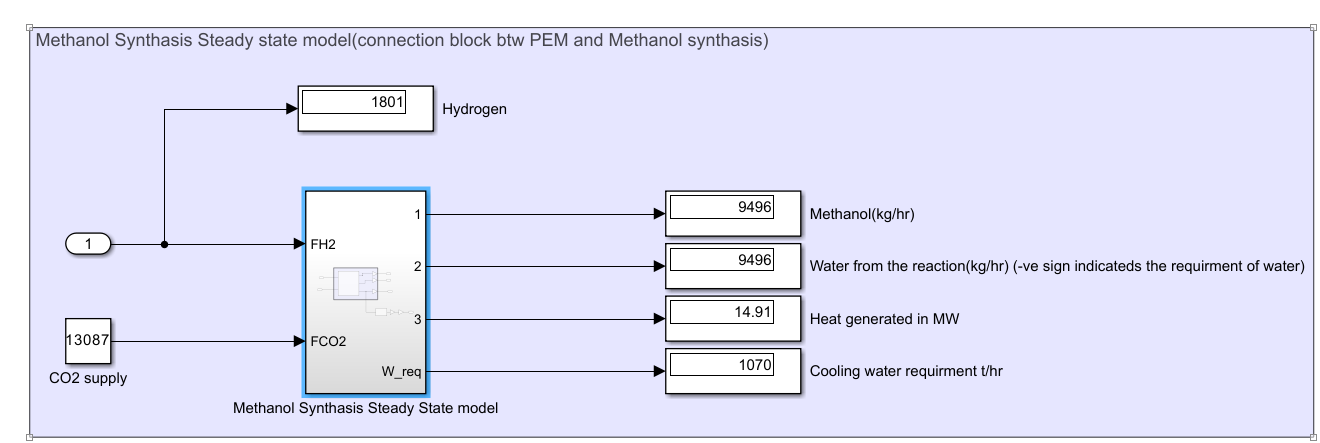 Methanol Synthasis Steady state model(connection block btw PEM and Methanol synthasis)
1801
Hydrogen
1
9496
Methanol(kg/hr)
1
FH2
2
9496
Water from the reaction(kg/hr) (-ve sign indicateds the requirment of water)
3
14.91
Heat generated in MW
13087
FCO2
W_req
1070
Cooling water requirment t/hr
CO2 supply
Methanol Synthasis Steady State model